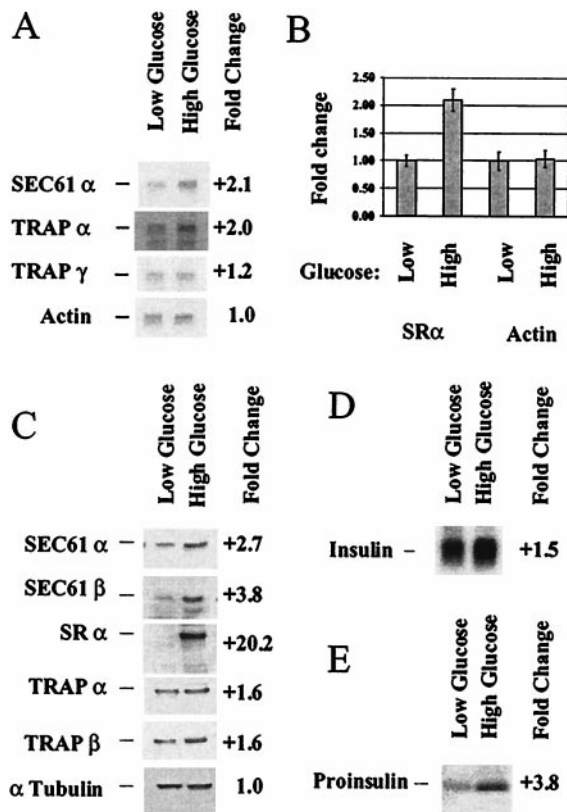 A
Low Glucose
High Glucose
Fold Change
SEC61 α – +2.1
TRAP α – +2.0
TRAP γ – +1.2
Actin – 1.0
B
Fold change
2.50
2.00
1.50
1.00
0.50
0.00
Glucose: Low High Low High
SRα Actin
C
Low Glucose
High Glucose
Fold Change
SEC61 α – +2.7
SEC61 β – +3.8
SR α – +20.2
TRAP α – +1.6
TRAP β – +1.6
α Tubulin – 1.0
D
Low Glucose
High Glucose
Fold Change
Insulin – +1.5
E
Low Glucose
High Glucose
Fold Change
Proinsulin – +3.8